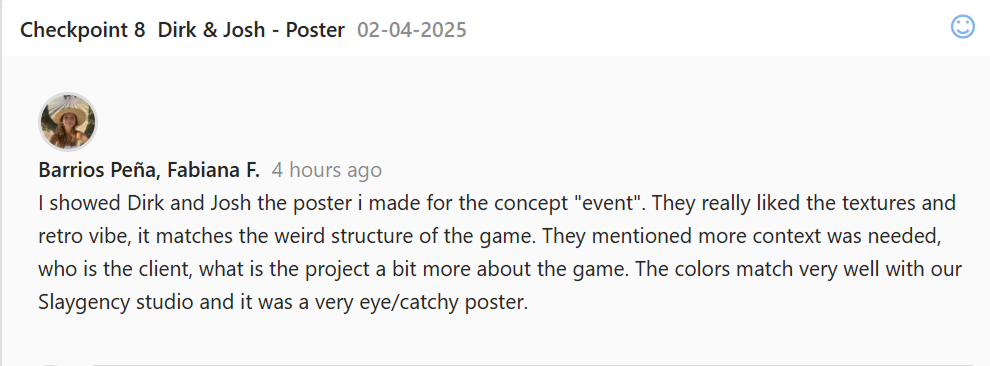 Checkpoint 8 Dirk & Josh - Poster 02-04-2025
Barrios Peña, Fabiana F. 4 hours ago
I showed Dirk and Josh the poster i made for the concept "event". They really liked the textures and
retro vibe, it matches the weird structure of the game. They mentioned more context was needed,
who is the client, what is the project a bit more about the game. The colors match very well with our
Slaygency studio and it was a very eye/catchy poster.